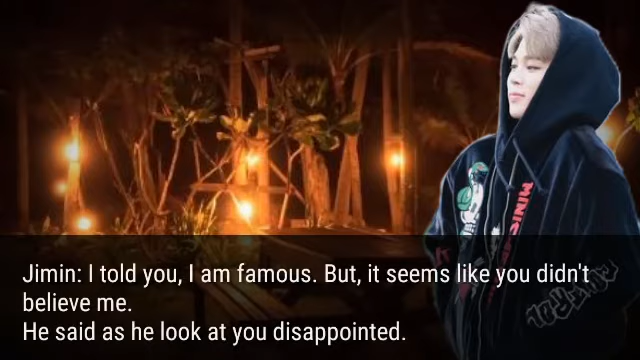 Jimin: I told you, I am famous. But, it seems like you didn't
believe me.
He said as he look at you disappointed.